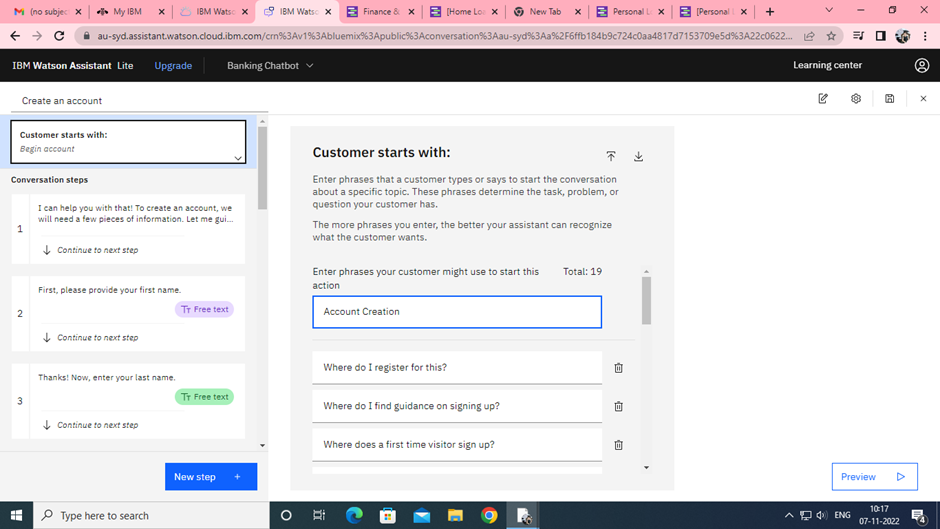 (no subje
My IBM
IBM Wats
IBM Wats
Finance &
[Home Lo
New Tab
Personal L
[Personal
au-syd.assistant.watson.cloud.ibm.com/crn%3Av1%3Abluemix%3Apublic%3Aconversation%3Aau-syd%3Aa%2F6ffb184b9c724c0aa4817d7153709e5d%3A22c0622...
IBM Watson Assistant Lite
Upgrade
Banking Chatbot
Learning center
Create an account
Customer starts with:
Begin account
Conversation steps
1
I can help you with that! To create an account, we
will need a few pieces of information. Let me gui...
Continue to next step
2
First, please provide your first name.
Free text
Continue to next step
3
Thanks! Now, enter your last name.
Free text
Continue to next step
New step +
Customer starts with:
Enter phrases that a customer types or says to start the conversation
about a specific topic. These phrases determine the task, problem, or
question your customer has.
The more phrases you enter, the better your assistant can recognize
what the customer wants.
Enter phrases your customer might use to start this
action
Total: 19
Account Creation
Where do I register for this?
Where do I find guidance on signing up?
Where does a first time visitor sign up?
Preview
Type here to search
ENG
10:17
07-11-2022
4